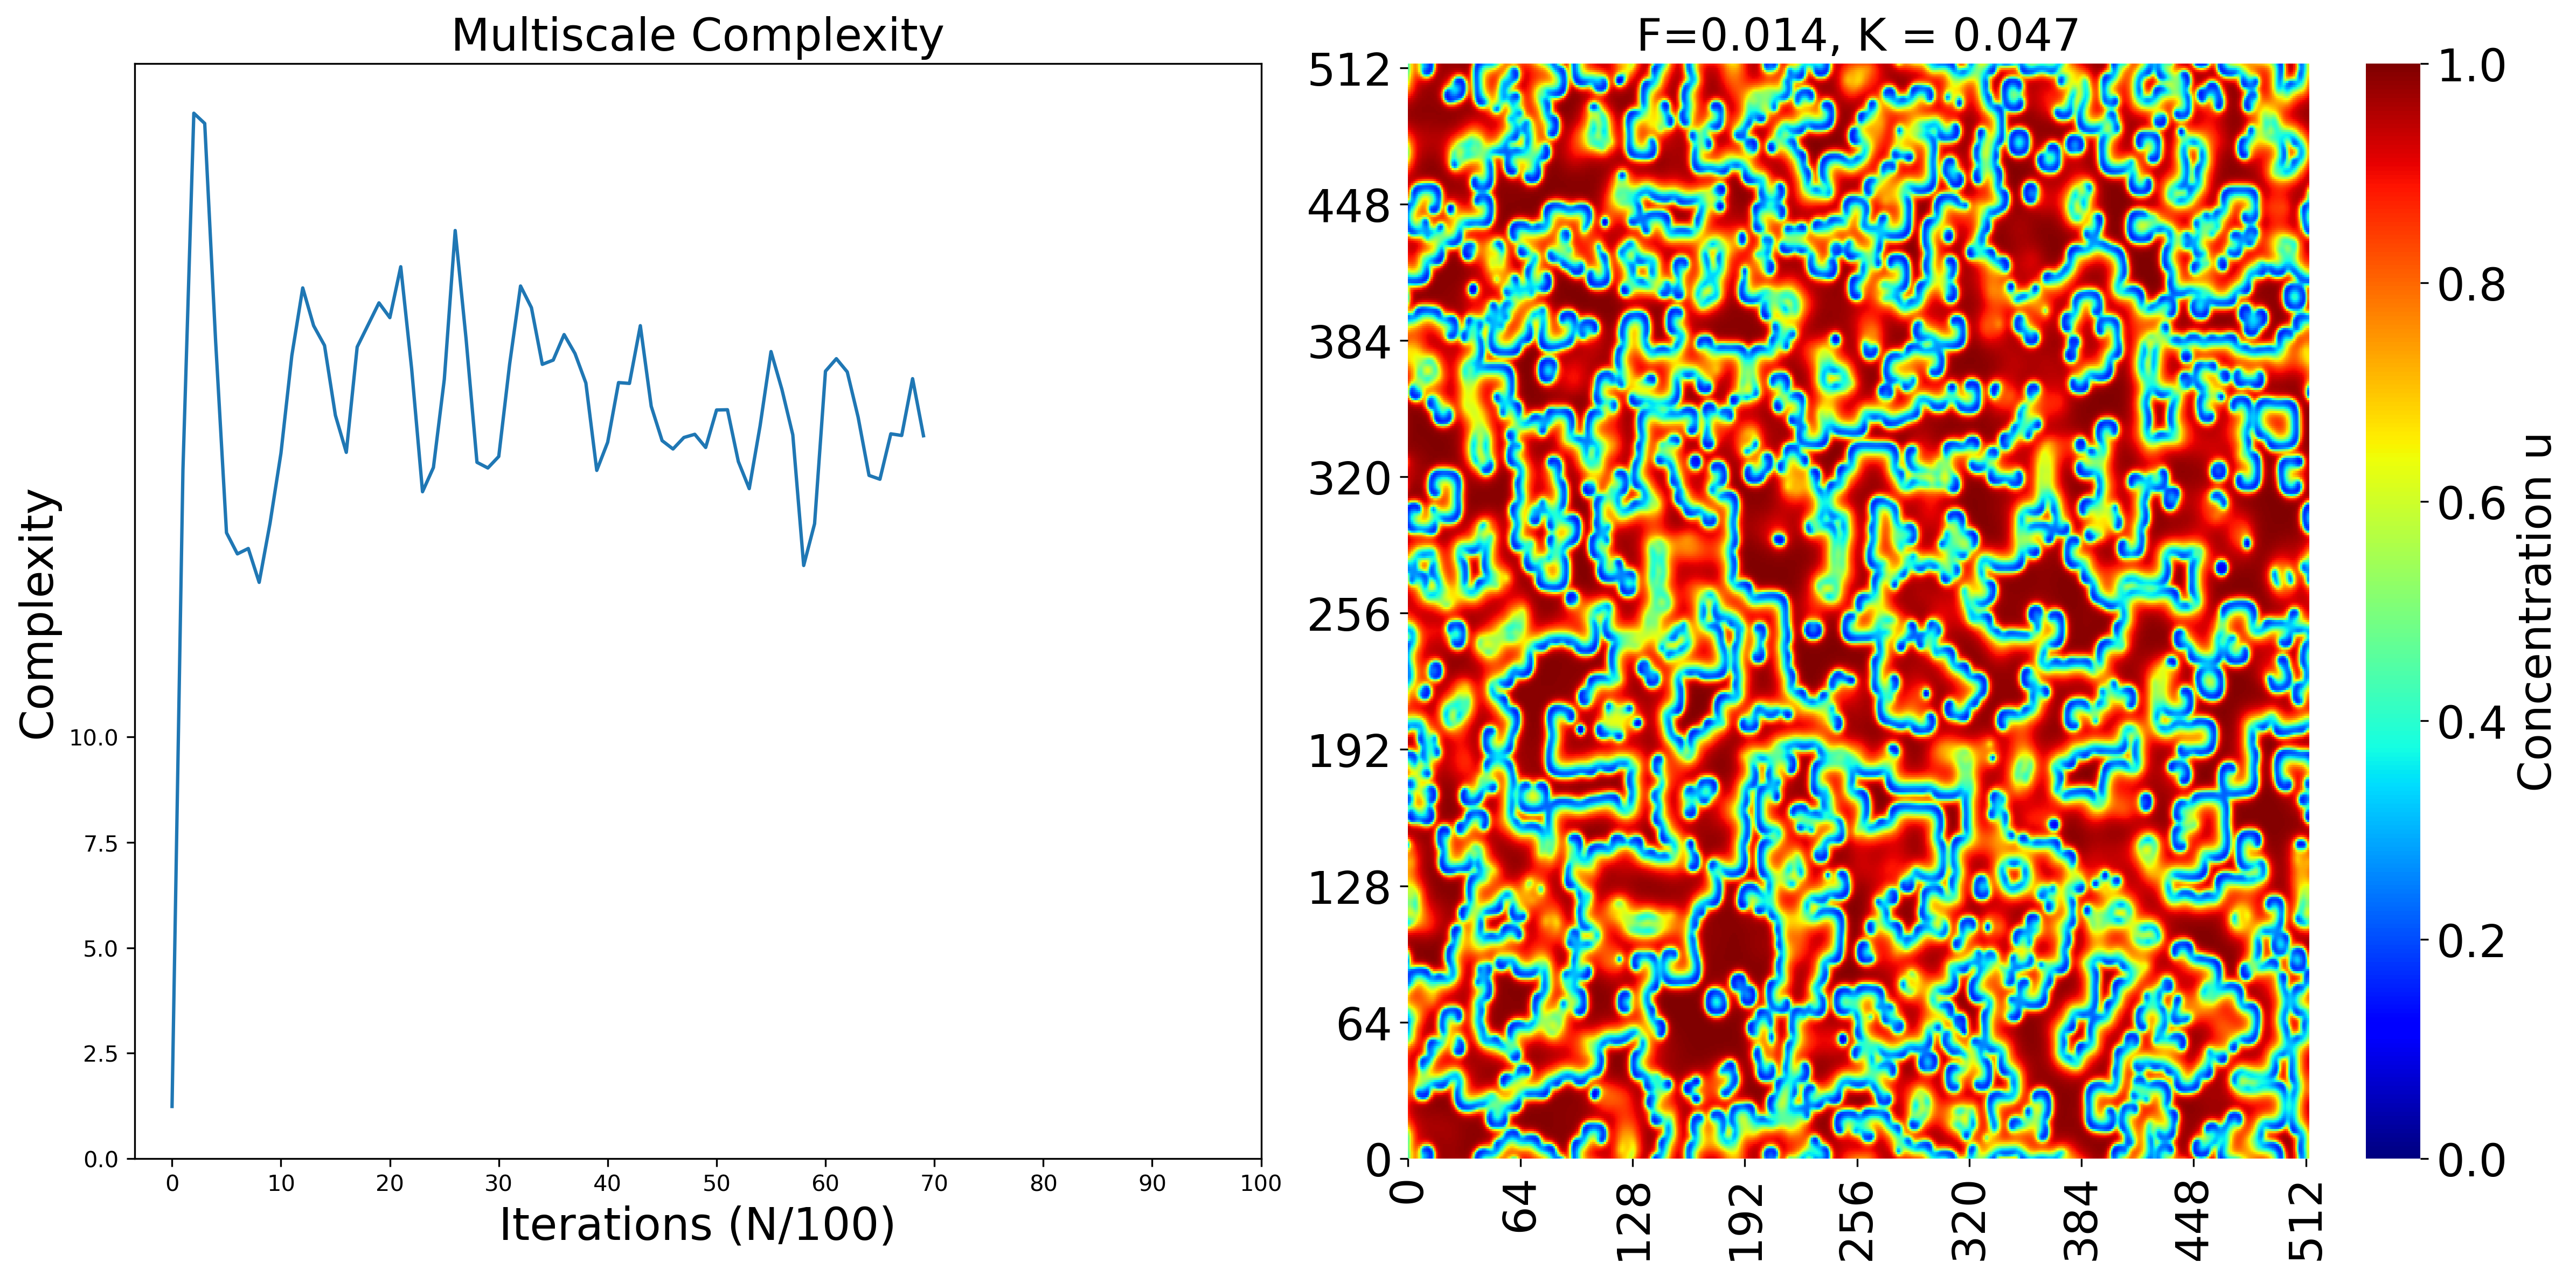 Multiscale Complexity
Complexity
10.0
7.5
5.0
2.5
0.0
0 10 20 30 40 50 60 70 80 90 100
Iterations (N/100)
F=0.014, K = 0.047
512
448
384
320
256
192
128
64
0
0 64 128 192 256 320 384 448 512
1.0
0.8
0.6
0.4
0.2
0.0
Concentration u